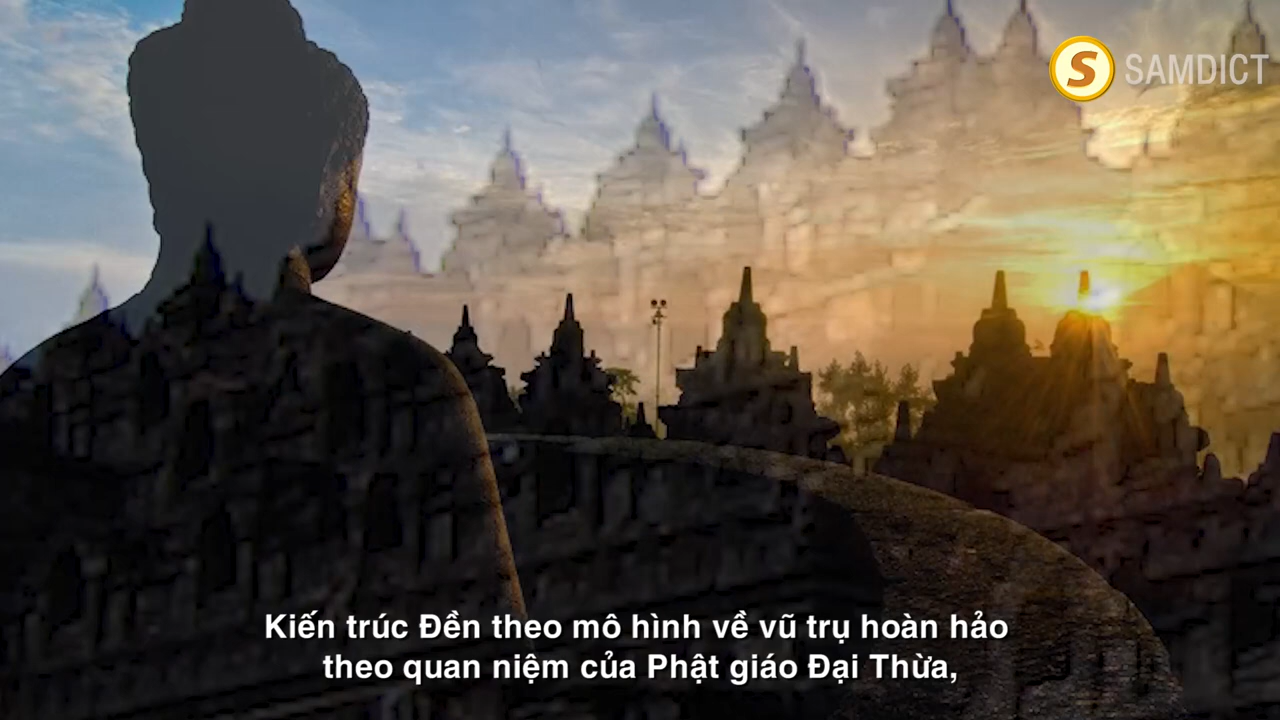 S SAMDICT
Kiến trúc Đền theo mô hình về vũ trụ hoàn hảo
theo quan niệm của Phật giáo Đại Thừa,